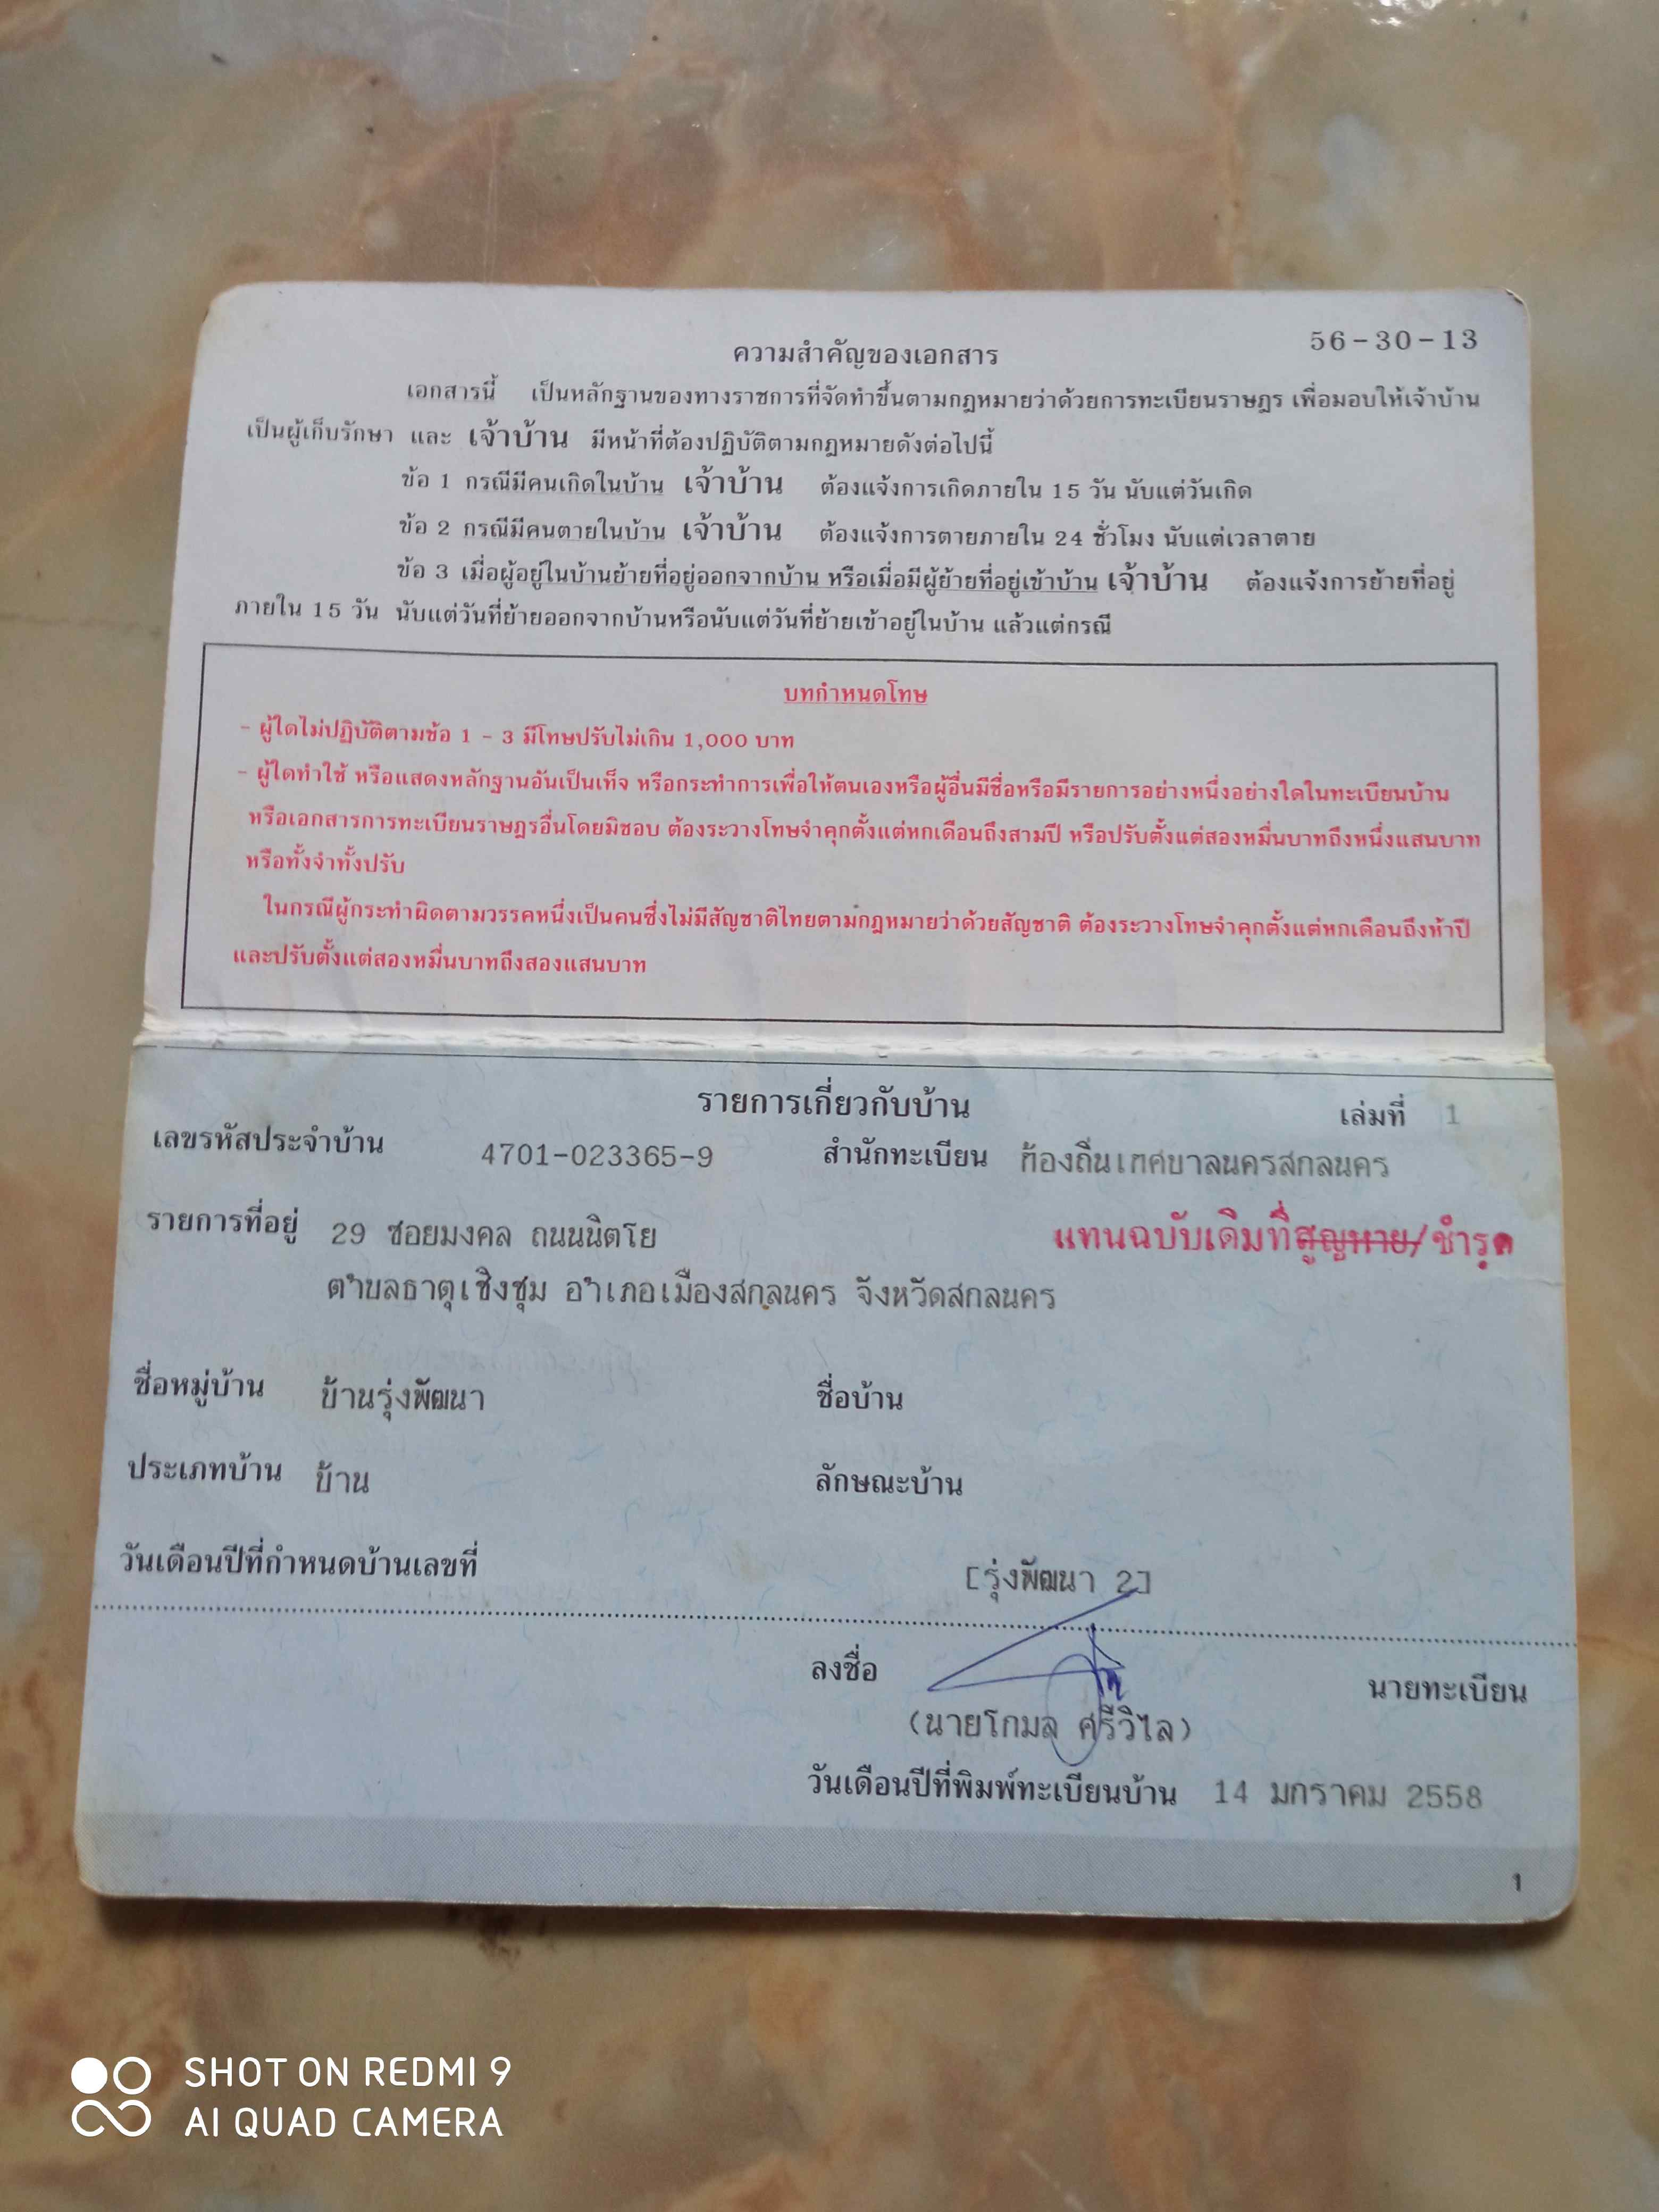 56-30-13
ความสำคัญของเอกสาร
เอกสารนี้ เป็นหลักฐานของทางราชการที่จัดทำขึ้นตามกฎหมายว่าด้วยการทะเบียนราษฎร เพื่อมอบให้เจ้าบ้าน
เป็นผู้เก็บรักษา และ เจ้าบ้าน มีหน้าที่ต้องปฏิบัติตามกฎหมายดังต่อไปนี้
ข้อ 1 กรณีมีคนเกิดในบ้าน เจ้าบ้าน ต้องแจ้งการเกิดภายใน 15 วัน นับแต่วันเกิด
ข้อ 2 กรณีมีคนตายในบ้าน เจ้าบ้าน ต้องแจ้งการตายภายใน 24 ชั่วโมง นับแต่เวลาตาย
ข้อ 3 เมื่อผู้อยู่ในบ้านย้ายที่อยู่ออกจากบ้าน หรือเมื่อมีผู้ย้ายที่อยู่เข้าบ้าน เจ้าบ้าน ต้องแจ้งการย้ายที่อยู่
ภายใน 15 วัน นับแต่วันที่ย้ายออกจากบ้านหรือนับแต่วันที่ย้ายเข้าอยู่ในบ้าน แล้วแต่กรณี
บทกำหนดโทษ
- ผู้ใดไม่ปฏิบัติตามข้อ 1 - 3 มีโทษปรับไม่เกิน 1,000 บาท
- ผู้ใดทำใช้ หรือแสดงหลักฐานอันเป็นเท็จ หรือกระทำการเพื่อให้ตนเองหรือผู้อื่นมีชื่อหรือมีรายการอย่างหนึ่งอย่างใดในทะเบียนบ้าน
หรือเอกสารการทะเบียนราษฎรอื่นโดยมิชอบ ต้องระวางโทษจำคุกตั้งแต่หกเดือนถึงสามปี หรือปรับตั้งแต่สองหมื่นบาทถึงหนึ่งแสนบาท
หรือทั้งจำทั้งปรับ
ในกรณีผู้กระทำผิดตามวรรคหนึ่งเป็นคนซึ่งไม่มีสัญชาติไทยตามกฎหมายว่าด้วยสัญชาติ ต้องระวางโทษจำคุกตั้งแต่หกเดือนถึงห้าปี
และปรับตั้งแต่สองหมื่นบาทถึงสองแสนบาท
รายการเกี่ยวกับบ้าน เล่มที่ 1
เลขรหัสประจำบ้าน 4701-023365-9 สำนักทะเบียน ท้องถิ่นเทศบาลนครสกลนคร
รายการที่อยู่ 29 ซอยมงคล ถนนนิตโย แทนฉบับเดิมที่สูญหาย/ชำรุด
ตำบลธาตุเชิงชุม อำเภอเมืองสกลนคร จังหวัดสกลนคร
ชื่อหมู่บ้าน บ้านรุ่งพัฒนา ชื่อบ้าน
ประเภทบ้าน บ้าน ลักษณะบ้าน
วันเดือนปีที่กำหนดบ้านเลขที่ [รุ่งพัฒนา 2]
ลงชื่อ นายทะเบียน
(นายโกมล ศรีวิไล)
วันเดือนปีที่พิมพ์ทะเบียนบ้าน 14 มกราคม 2558
1
SHOT ON REDMI 9
AI QUAD CAMERA